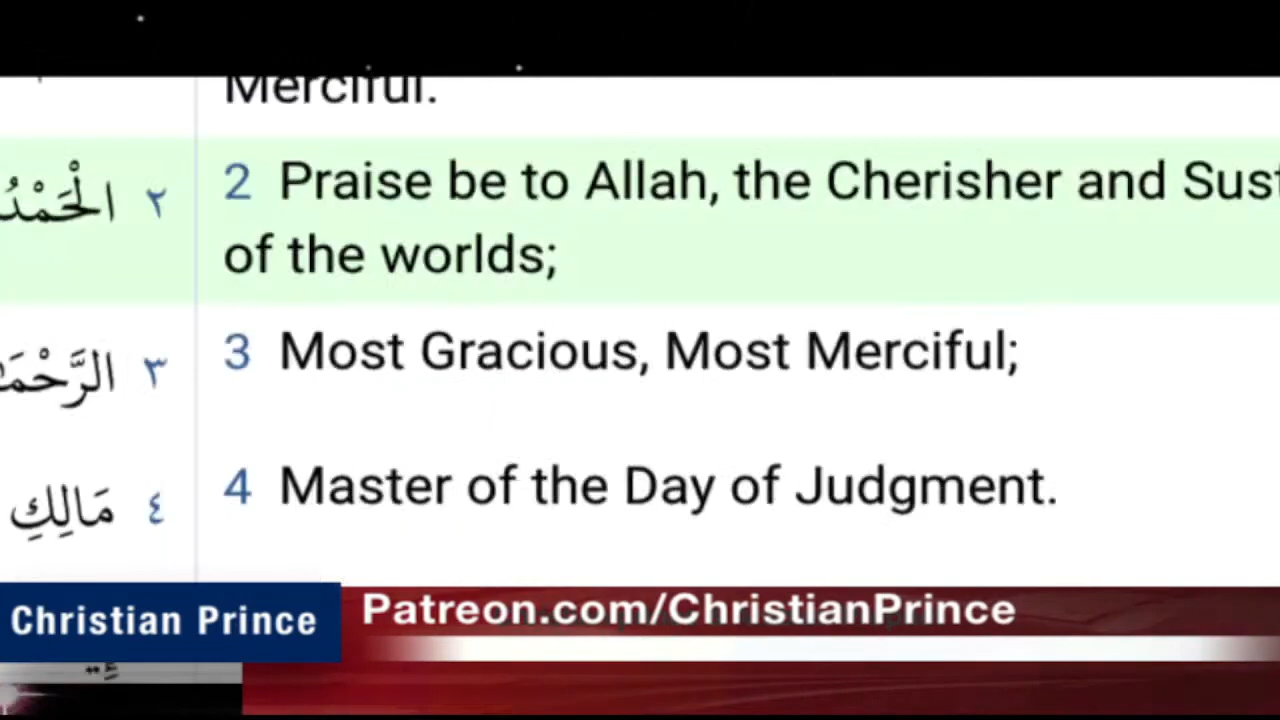 Merciful.
٢ الْحَمْدُ
2 Praise be to Allah, the Cherisher and Sust
of the worlds;
٣
3 Most Gracious, Most Merciful;
٤ مَالِكِ
4 Master of the Day of Judgment.
Christian Prince
Patreon.com/ChristianPrince